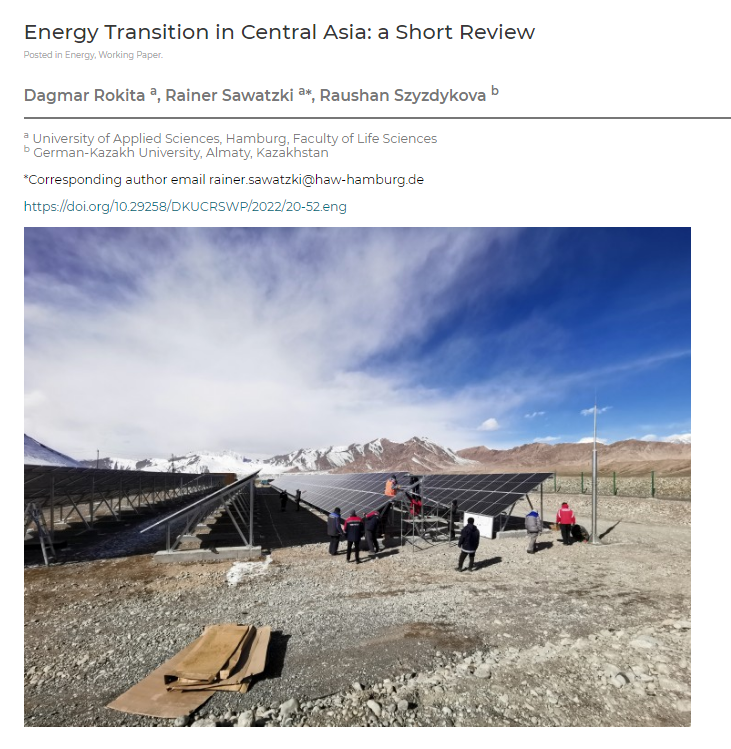 Energy Transition in Central Asia: a Short Review
Posted in Energy, Working Paper.
Dagmar Rokita a, Rainer Sawatzki a*, Raushan Szyzdykova b
a University of Applied Sciences, Hamburg, Faculty of Life Sciences
b German-Kazakh University, Almaty, Kazakhstan
*Corresponding author email rainer.sawatzki@haw-hamburg.de
https://doi.org/10.29258/DKUCRSWP/2022/20-52.eng